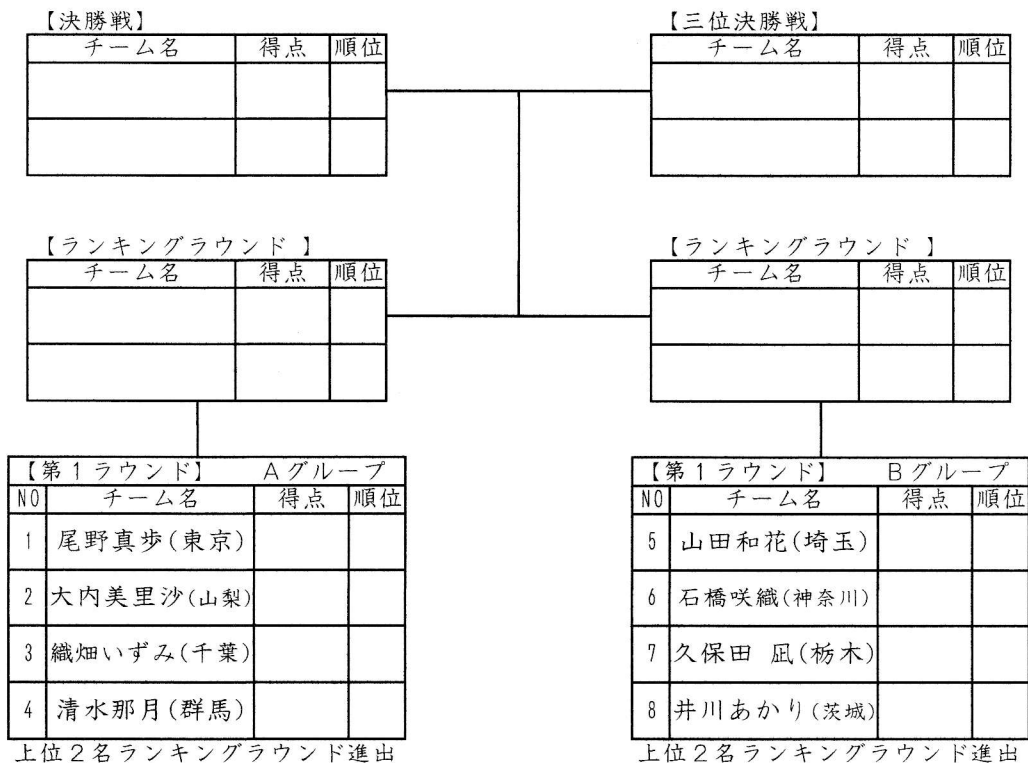 【決勝戦】
チーム名 得点 順位
【三位決勝戦】
チーム名 得点 順位
【ランキングラウンド 】
チーム名 得点 順位
【ランキングラウンド 】
チーム名 得点 順位
【第1ラウンド】 Aグループ
NO チーム名 得点 順位
1 尾野真歩(東京)
2 大内美里沙(山梨)
3 織畑いずみ(千葉)
4 清水那月(群馬)
上位2名ランキングラウンド進出
【第1ラウンド】 Bグループ
NO チーム名 得点 順位
5 山田和花(埼玉)
6 石橋咲織(神奈川)
7 久保田 凪(栃木)
8 井川あかり(茨城)
上位2名ランキングラウンド進出